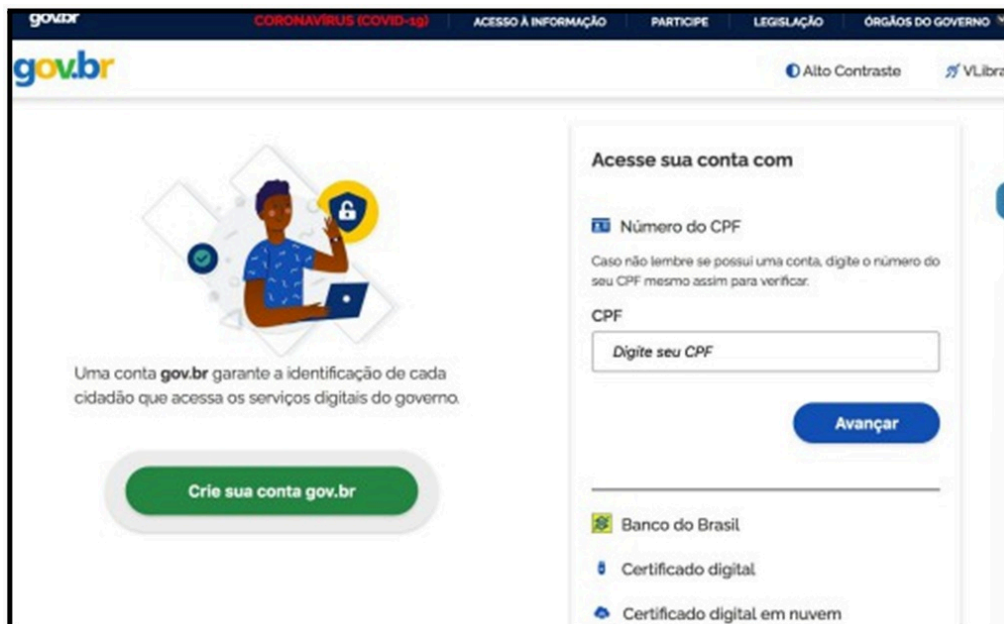 gov.br CORONAVÍRUS (COVID-19) ACESSO À INFORMAÇÃO PARTICIPE LEGISLAÇÃO ÓRGÃOS DO GOVERNO
gov.br Alto Contraste VLibra
Acesse sua conta com
Número do CPF
Caso não lembre se possui uma conta, digite o número do
seu CPF mesmo assim para verificar.
CPF
Digite seu CPF
Avançar
Uma conta gov.br garante a identificação de cada
cidadão que acessa os serviços digitais do governo.
Crie sua conta gov.br
Banco do Brasil
Certificado digital
Certificado digital em nuvem